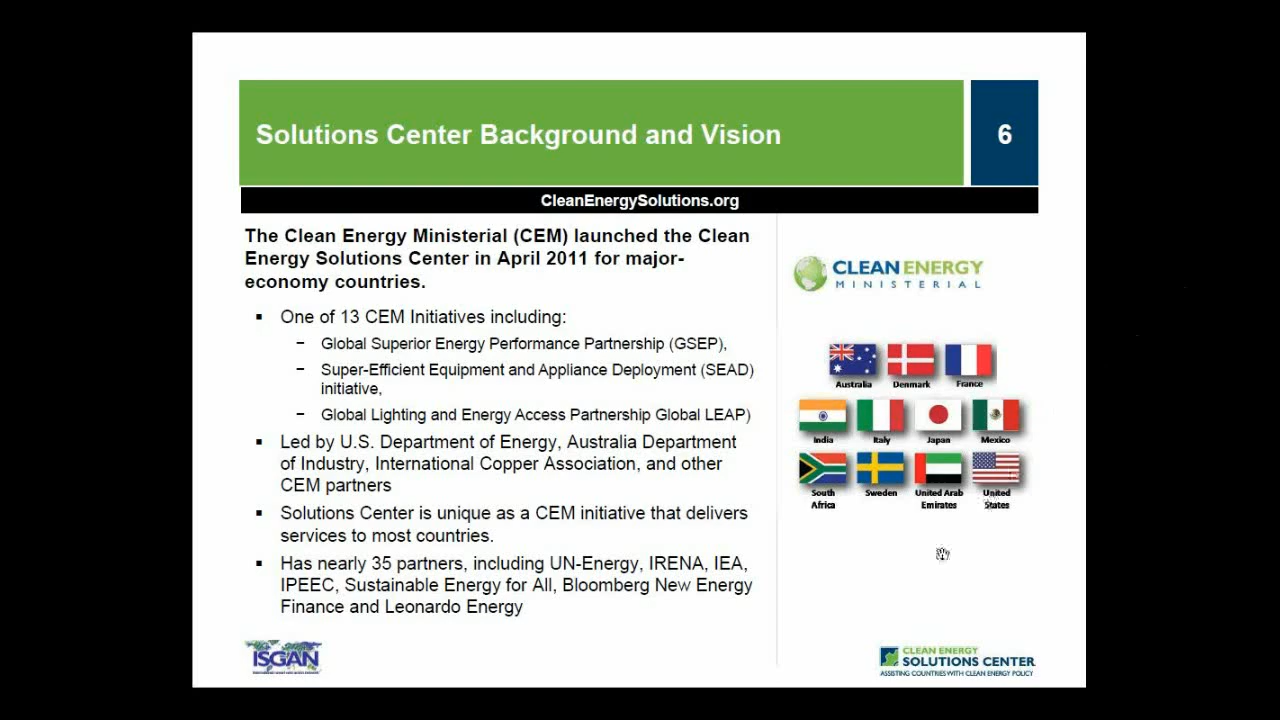 Solutions Center Background and Vision
6
CleanEnergySolutions.org
The Clean Energy Ministerial (CEM) launched the Clean
Energy Solutions Center in April 2011 for major-
economy countries.
▪ One of 13 CEM Initiatives including:
− Global Superior Energy Performance Partnership (GSEP),
− Super-Efficient Equipment and Appliance Deployment (SEAD)
initiative,
− Global Lighting and Energy Access Partnership Global LEAP)
▪ Led by U.S. Department of Energy, Australia Department
of Industry, International Copper Association, and other
CEM partners
▪ Solutions Center is unique as a CEM initiative that delivers
services to most countries.
▪ Has nearly 35 partners, including UN-Energy, IRENA, IEA,
IPEEC, Sustainable Energy for All, Bloomberg New Energy
Finance and Leonardo Energy
CLEAN ENERGY
MINISTERIAL
Australia Denmark France
India Italy Japan Mexico
South Sweden United Arab United
Africa Emirates States
ISGAN
CLEAN ENERGY
SOLUTIONS CENTER
ASSISTING COUNTRIES WITH CLEAN ENERGY POLICY